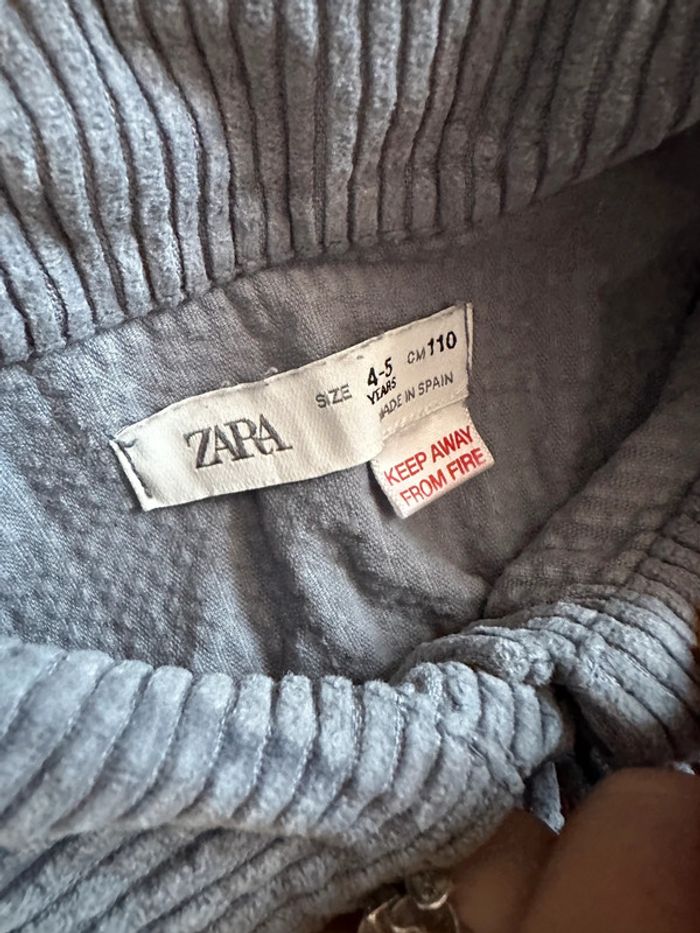 ZARA
SIZE 4-5 YEARS CM 110
MADE IN SPAIN
KEEP AWAY
FROM FIRE